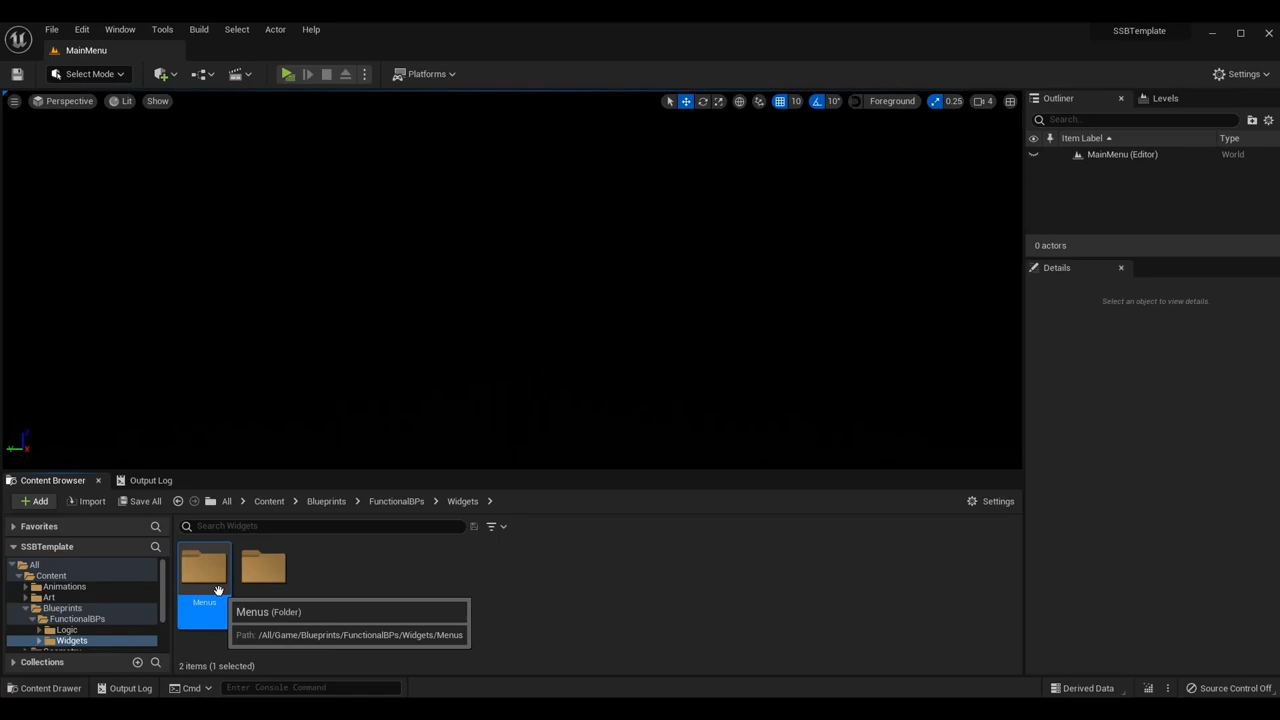 File Edit Window Tools Build Select Actor Help SSBTemplate
MainMenu
Select Mode Platforms Settings
Perspective Lit Show 10 10° Foreground 0.25 4
Outliner Levels
Search...
Item Label Type
MainMenu (Editor) World
0 actors
Details
Select an object to view details.
Content Browser Output Log
Add Import Save All All Content Blueprints FunctionalBPs Widgets Settings
Favorites Search Widgets
SSBTemplate
All
Content
Animations
Art
Blueprints
FunctionalBPs
Logic
Widgets
Menus
Menus (Folder)
Path: /All/Game/Blueprints/FunctionalBPs/Widgets/Menus
Collections 2 items (1 selected)
Content Drawer Output Log Cmd Enter Console Command Derived Data Source Control Off